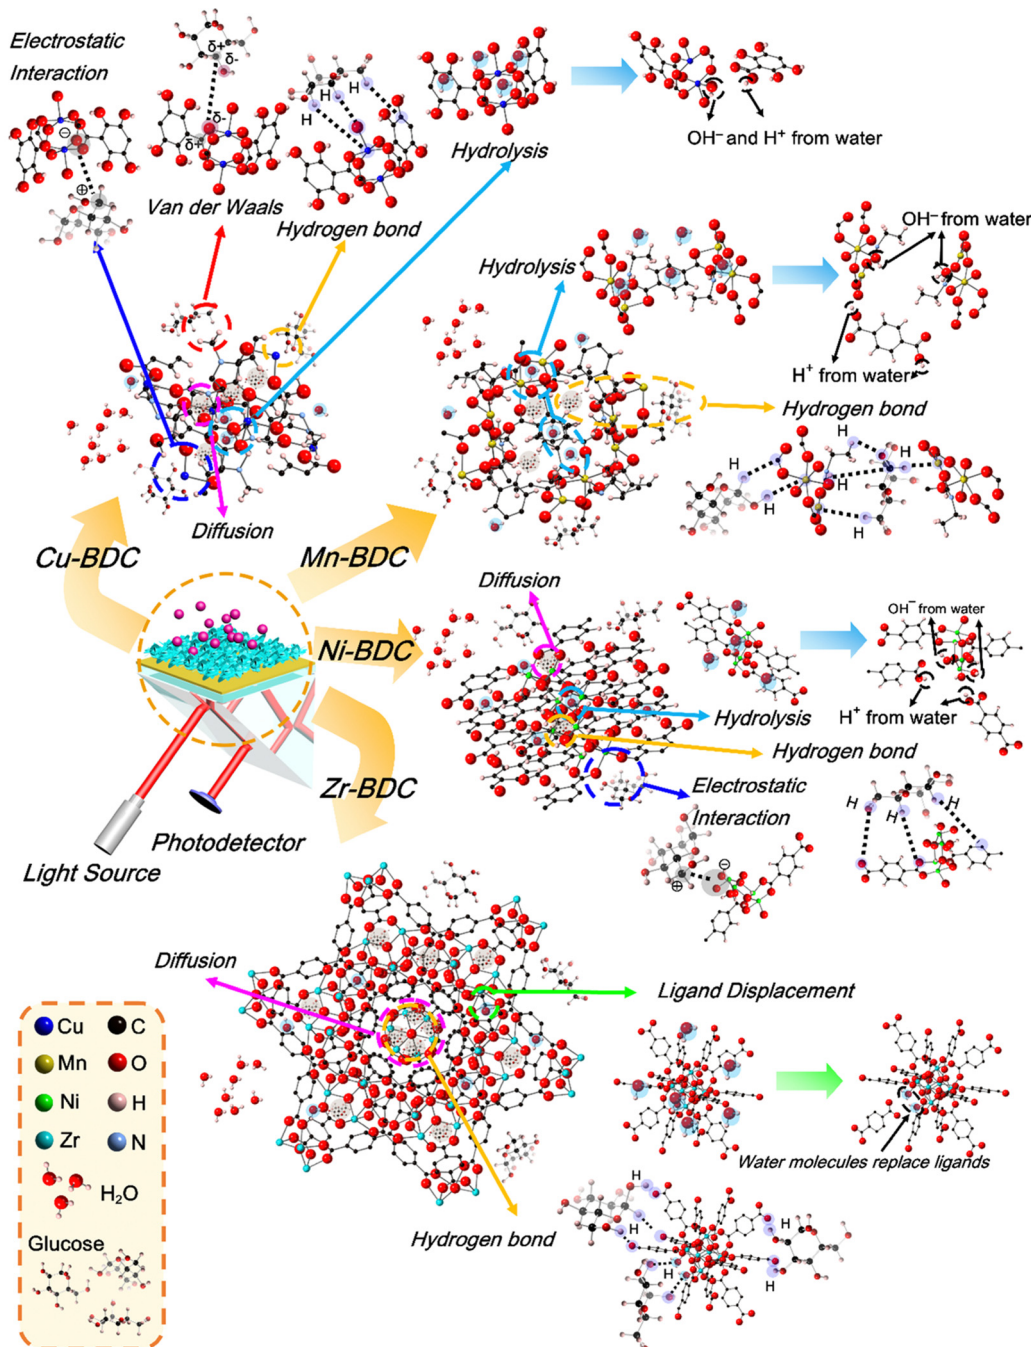 Electrostatic
Interaction
δ+
δ-
δ-
δ+
⊖
⊕
Van der Waals
H
H
H
Hydrogen bond
Hydrolysis
OH⁻ and H⁺ from water
Diffusion
Cu-BDC
Mn-BDC
Hydrolysis
OH⁻ from water
H⁺ from water
Hydrogen bond
H
H
H
H
H
H
Ni-BDC
Diffusion
Hydrolysis
OH⁻ from water
H⁺ from water
Hydrogen bond
Electrostatic
Interaction
⊖
⊕
H
H
H
Zr-BDC
Photodetector
Light Source
Diffusion
Ligand Displacement
Water molecules replace ligands
Hydrogen bond
H
H
H
H
H
Cu
C
Mn
O
Ni
H
Zr
N
H₂O
Glucose